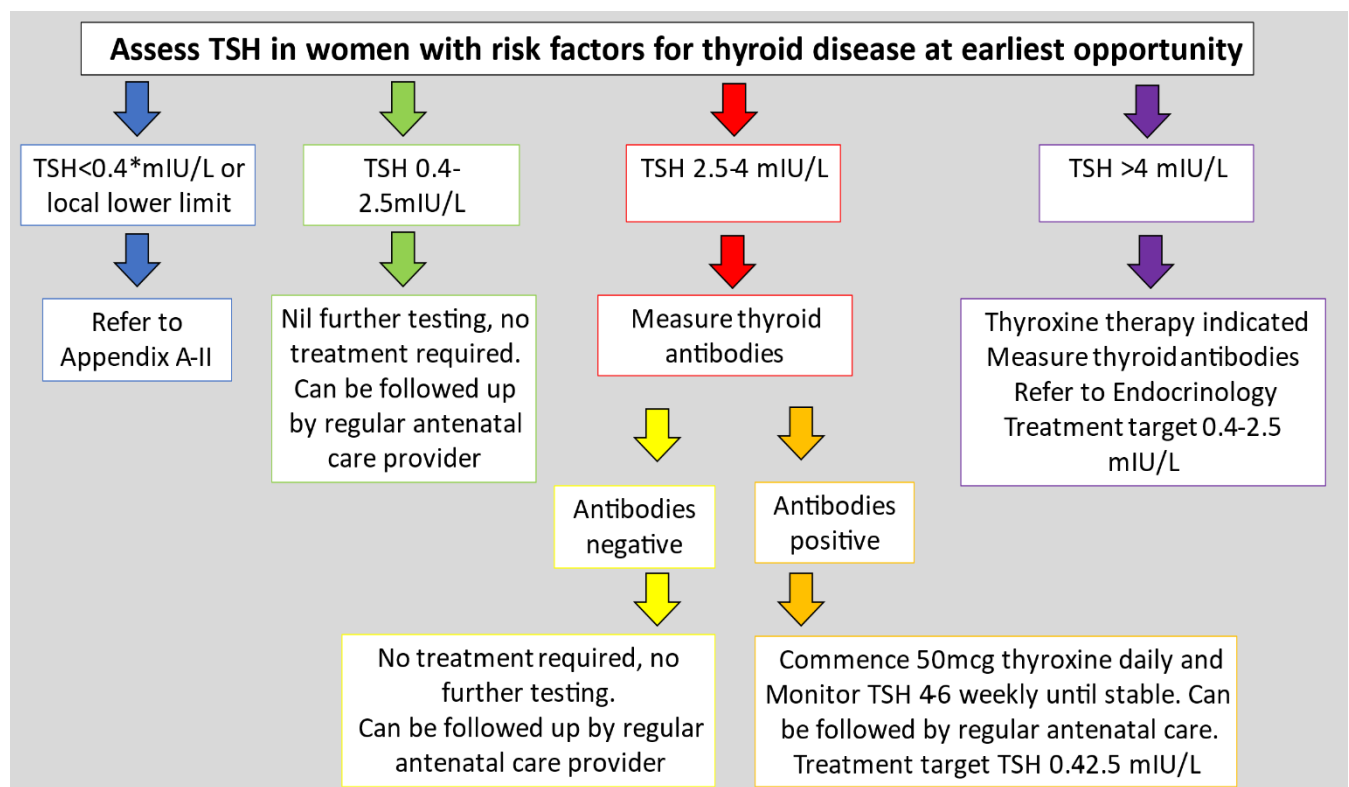 Assess TSH in women with risk factors for thyroid disease at earliest opportunity
TSH<0.4*mIU/L or
local lower limit
TSH 0.4-
2.5mIU/L
TSH 2.5-4 mIU/L
TSH >4 mIU/L
Refer to
Appendix A-II
Nil further testing, no
treatment required.
Can be followed up
by regular antenatal
care provider
Measure thyroid
antibodies
Thyroxine therapy indicated
Measure thyroid antibodies
Refer to Endocrinology
Treatment target 0.4-2.5
mIU/L
Antibodies
negative
Antibodies
positive
No treatment required, no
further testing.
Can be followed up by regular
antenatal care provider
Commence 50mcg thyroxine daily and
Monitor TSH 46 weekly until stable. Can
be followed by regular antenatal care.
Treatment target TSH 0.42.5 mIU/L